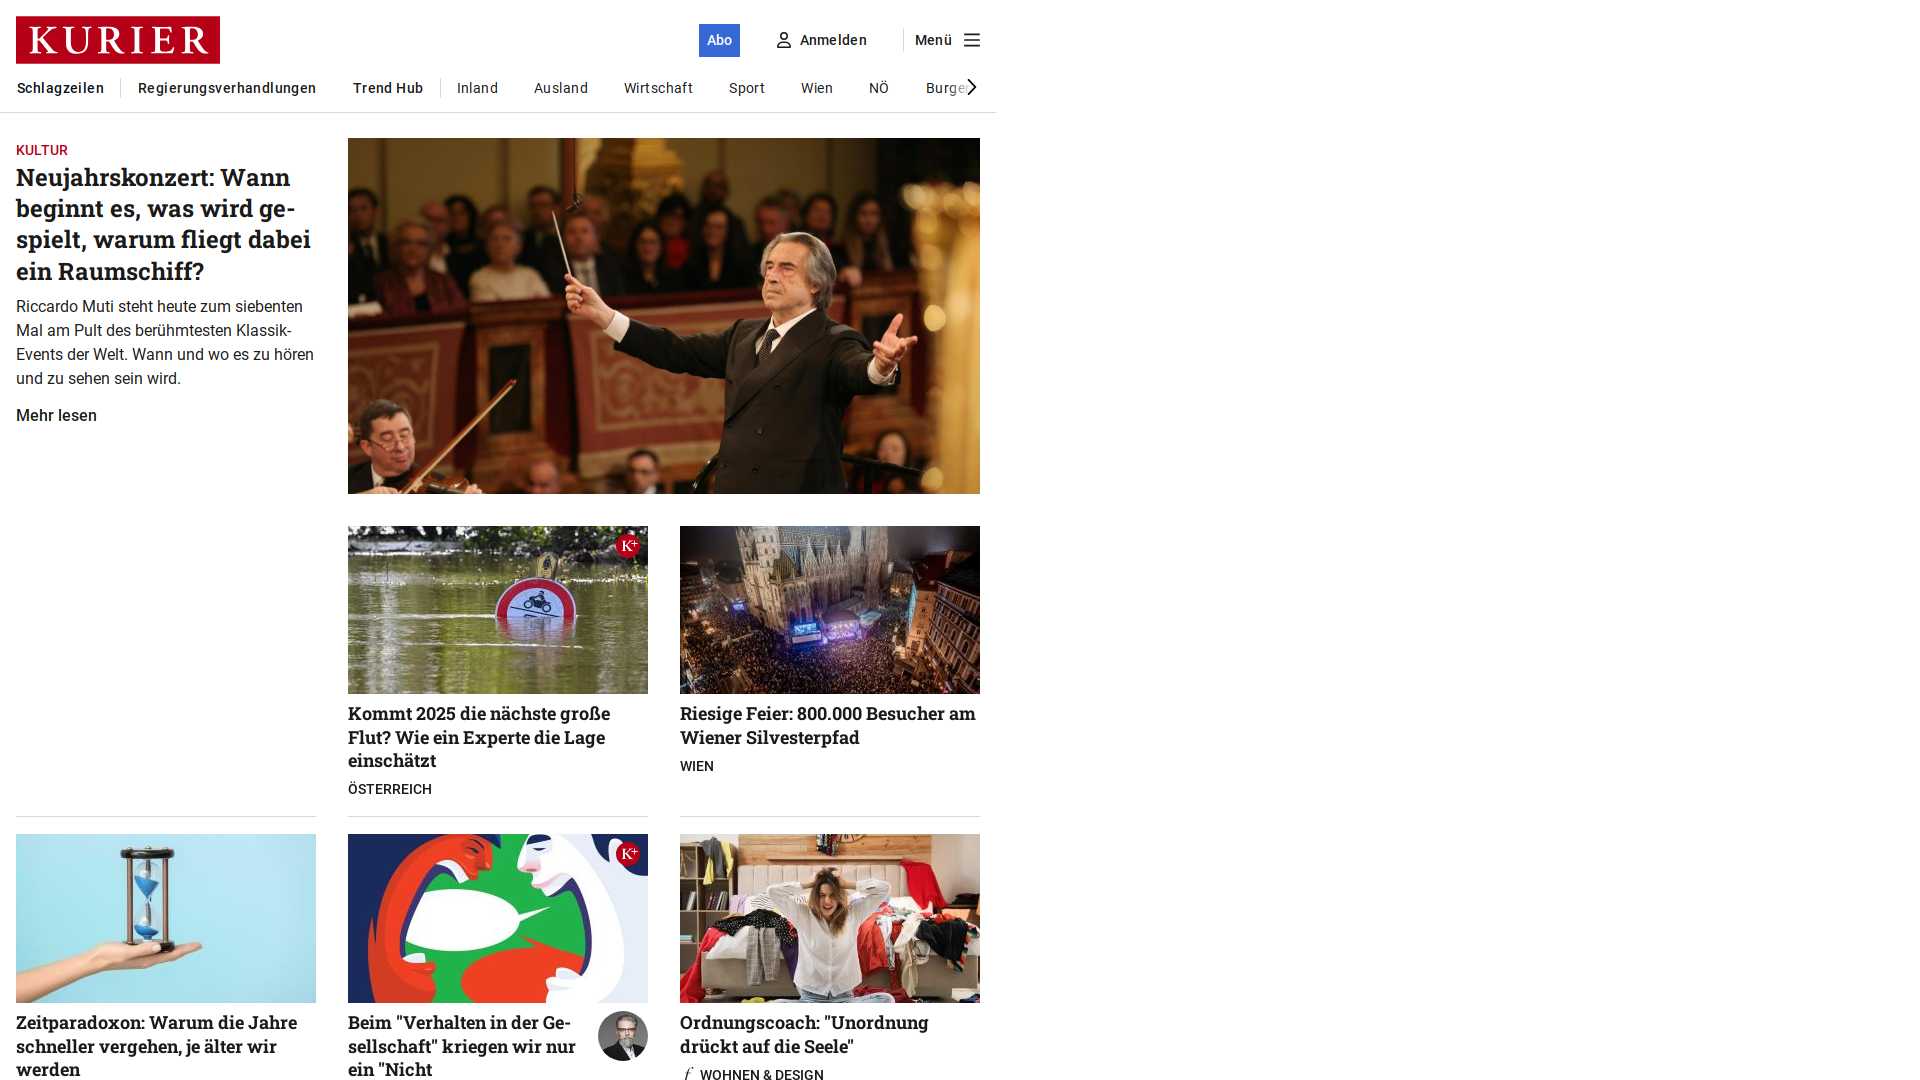 KURIER
Abo
Anmelden
Menü
Schlagzeilen
Regierungsverhandlungen
Trend Hub
Inland
Ausland
Wirtschaft
Sport
Wien
NÖ
KULTUR
Neujahrskonzert: Wann
beginnt es, was wird ge-
spielt, warum fliegt dabei
ein Raumschiff?
Riccardo Muti steht heute zum siebenten
Mal am Pult des berühmtesten Klassik-
Events der Welt. Wann und wo es zu hören
und zu sehen sein wird.
Mehr lesen
K+
Kommt 2025 die nächste große
Flut? Wie ein Experte die Lage
einschätzt
ÖSTERREICH
Riesige Feier: 800.000 Besucher am
Wiener Silvesterpfad
WIEN
Zeitparadoxon: Warum die Jahre
schneller vergehen, je älter wir
werden
K+
Beim "Verhalten in der Ge-
sellschaft" kriegen wir nur
ein "Nicht
Ordnungscoach: "Unordnung
drückt auf die Seele"
f WOHNEN & DESIGN